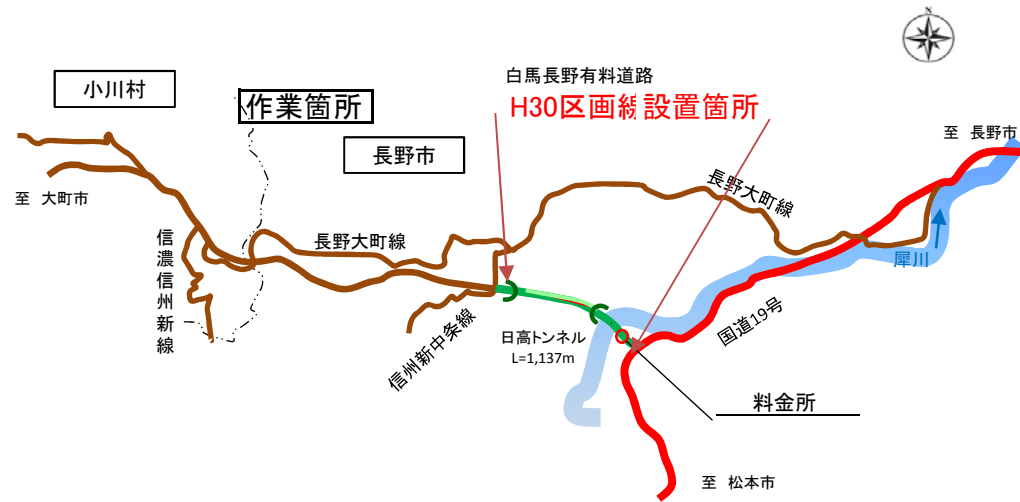 N
小川村
作業箇所
白馬長野有料道路
H30区画線設置箇所
長野市
至 長野市
至 大町市
長野大町線
長野大町線
信濃信州新線
犀川
国道19号
信州新中条線
日高トンネル
L=1,137m
料金所
至 松本市